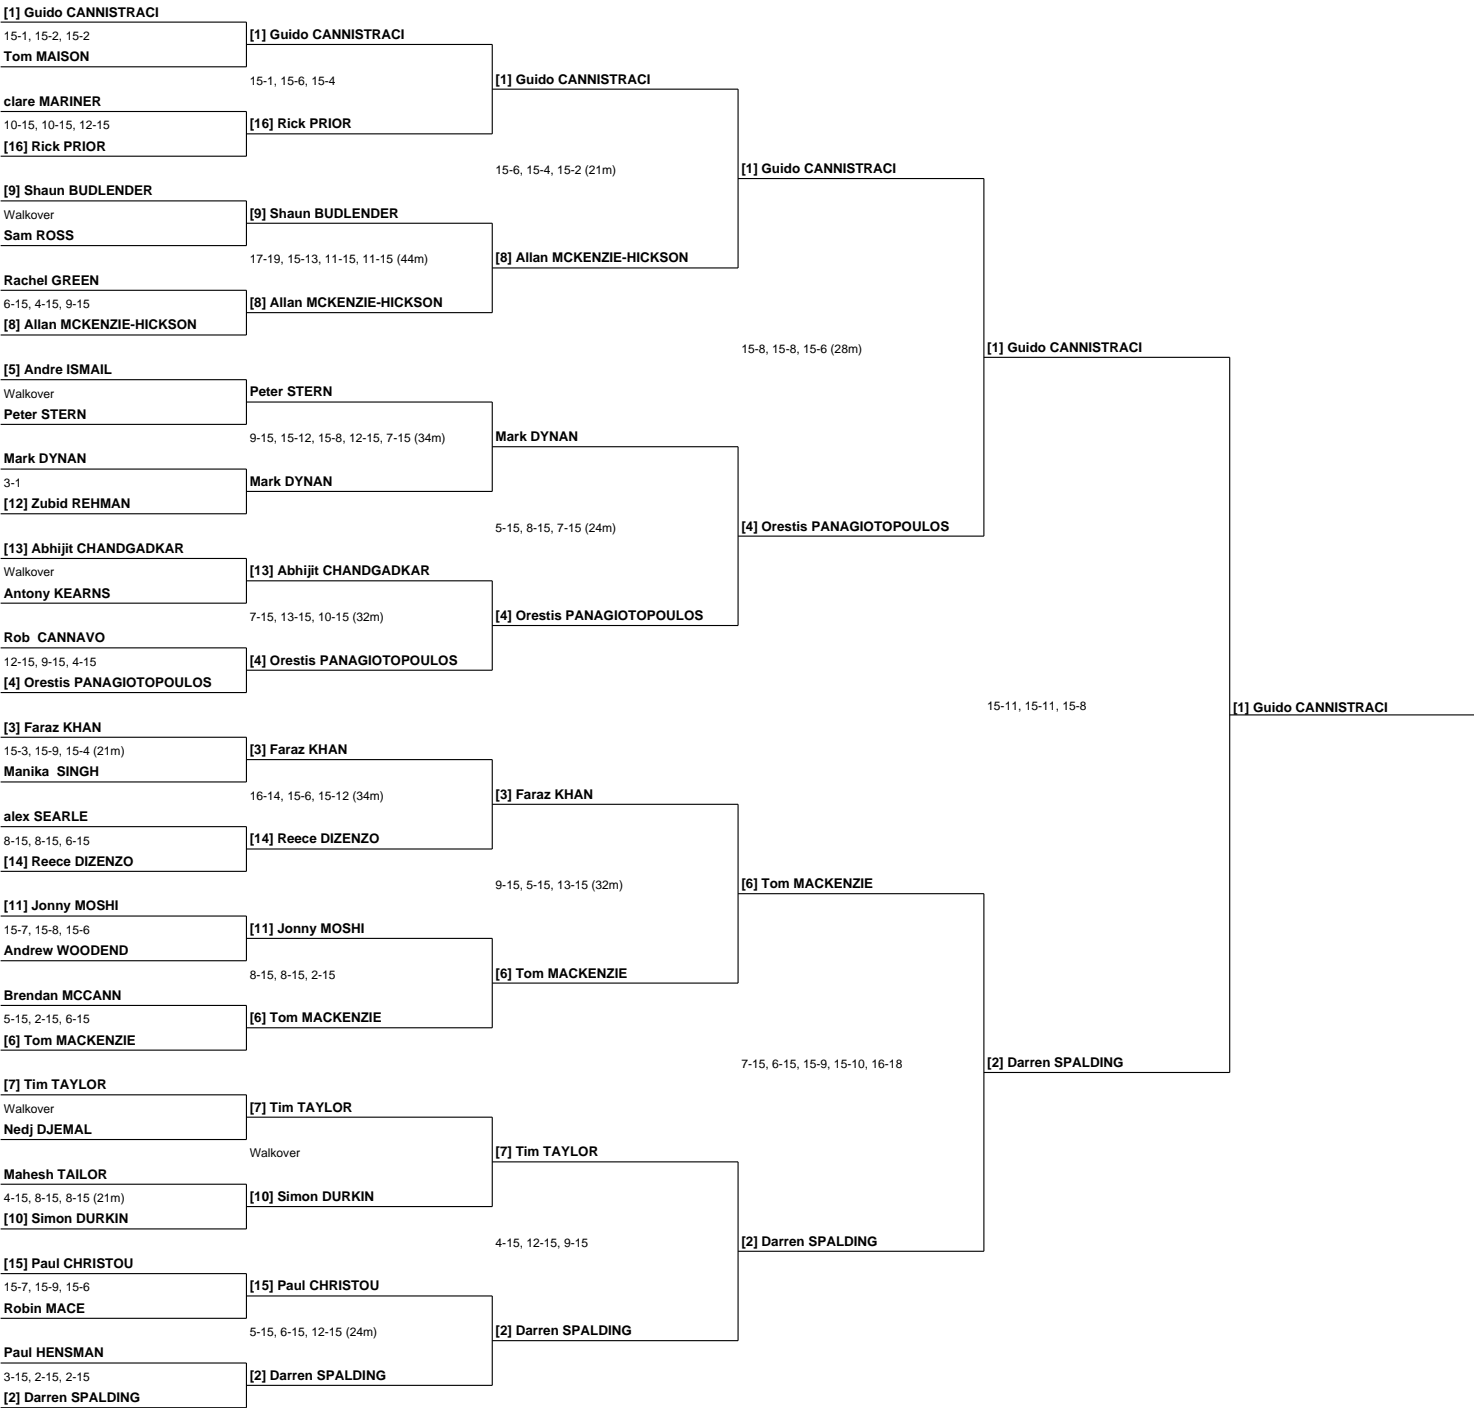 [1] Guido CANNISTRACI
15-1, 15-2, 15-2
Tom MAISON
clare MARINER
10-15, 10-15, 12-15
[16] Rick PRIOR
[9] Shaun BUDLENDER
Walkover
Sam ROSS
Rachel GREEN
6-15, 4-15, 9-15
[8] Allan MCKENZIE-HICKSON
[5] Andre ISMAIL
Walkover
Peter STERN
Mark DYNAN
3-1
[12] Zubid REHMAN
[13] Abhijit CHANDGADKAR
Walkover
Antony KEARNS
Rob  CANNAVO
12-15, 9-15, 4-15
[4] Orestis PANAGIOTOPOULOS
[3] Faraz KHAN
15-3, 15-9, 15-4 (21m)
Manika  SINGH
alex SEARLE
8-15, 8-15, 6-15
[14] Reece DIZENZO
[11] Jonny MOSHI
15-7, 15-8, 15-6
Andrew WOODEND
Brendan MCCANN
5-15, 2-15, 6-15
[6] Tom MACKENZIE
[7] Tim TAYLOR
Walkover
Nedj DJEMAL
Mahesh TAILOR
4-15, 8-15, 8-15 (21m)
[10] Simon DURKIN
[15] Paul CHRISTOU
15-7, 15-9, 15-6
Robin MACE
Paul HENSMAN
3-15, 2-15, 2-15
[2] Darren SPALDING
[1] Guido CANNISTRACI
15-1, 15-6, 15-4
[16] Rick PRIOR
[9] Shaun BUDLENDER
17-19, 15-13, 11-15, 11-15 (44m)
[8] Allan MCKENZIE-HICKSON
Peter STERN
9-15, 15-12, 15-8, 12-15, 7-15 (34m)
Mark DYNAN
[13] Abhijit CHANDGADKAR
7-15, 13-15, 10-15 (32m)
[4] Orestis PANAGIOTOPOULOS
[3] Faraz KHAN
16-14, 15-6, 15-12 (34m)
[14] Reece DIZENZO
[11] Jonny MOSHI
8-15, 8-15, 2-15
[6] Tom MACKENZIE
[7] Tim TAYLOR
Walkover
[10] Simon DURKIN
[15] Paul CHRISTOU
5-15, 6-15, 12-15 (24m)
[2] Darren SPALDING
[1] Guido CANNISTRACI
15-6, 15-4, 15-2 (21m)
[8] Allan MCKENZIE-HICKSON
Mark DYNAN
5-15, 8-15, 7-15 (24m)
[4] Orestis PANAGIOTOPOULOS
[3] Faraz KHAN
9-15, 5-15, 13-15 (32m)
[6] Tom MACKENZIE
[7] Tim TAYLOR
4-15, 12-15, 9-15
[2] Darren SPALDING
[1] Guido CANNISTRACI
15-8, 15-8, 15-6 (28m)
[4] Orestis PANAGIOTOPOULOS
[6] Tom MACKENZIE
7-15, 6-15, 15-9, 15-10, 16-18
[2] Darren SPALDING
[1] Guido CANNISTRACI
15-11, 15-11, 15-8
[2] Darren SPALDING
[1] Guido CANNISTRACI